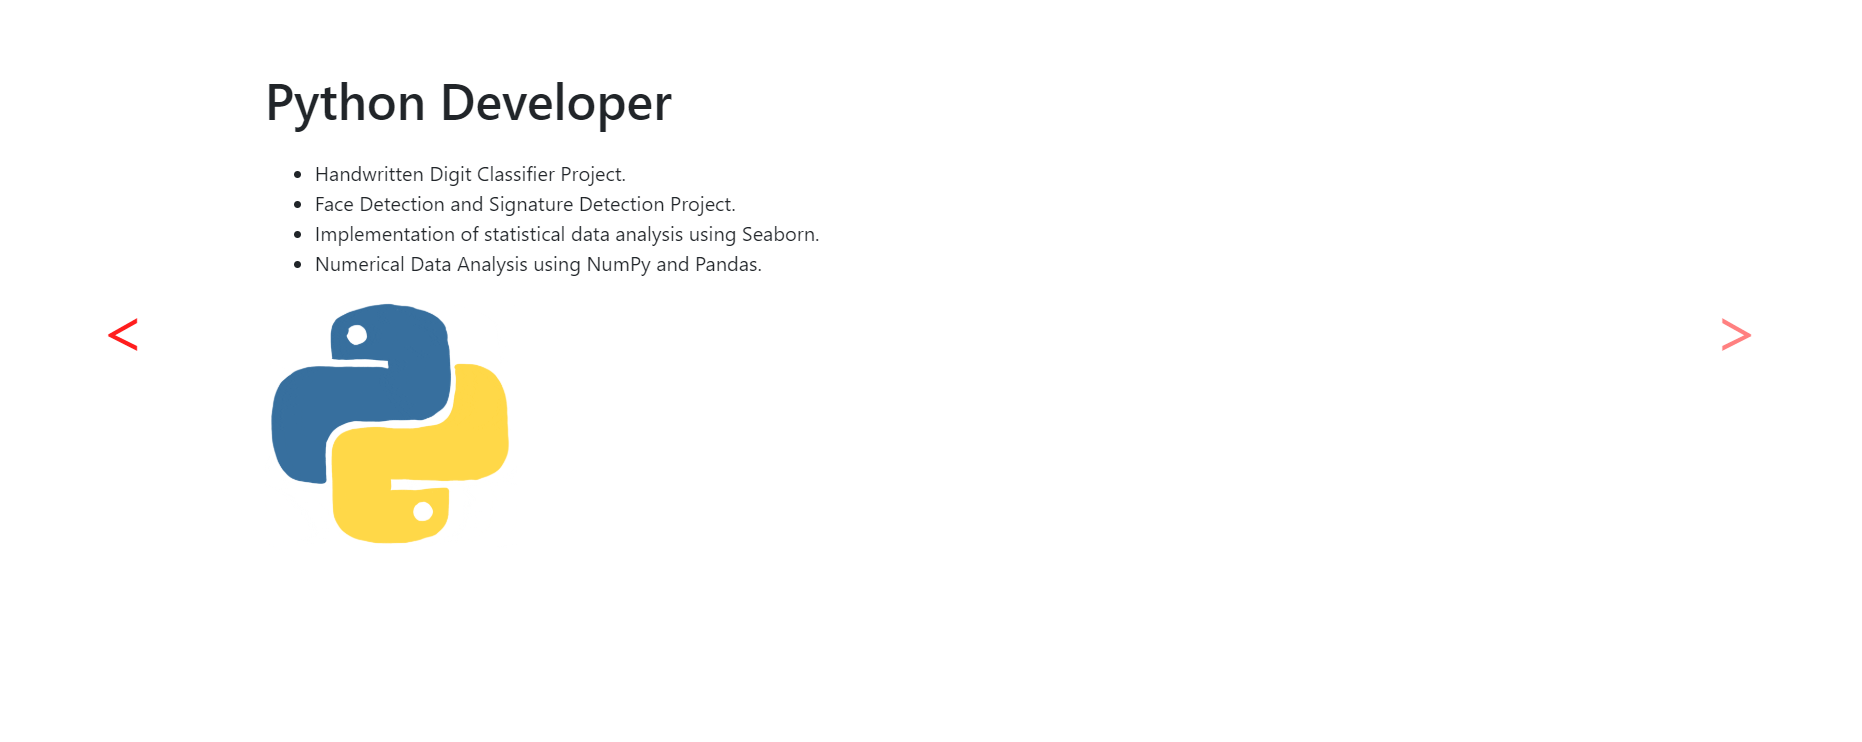 Python Developer
• Handwritten Digit Classifier Project.
• Face Detection and Signature Detection Project.
• Implementation of statistical data analysis using Seaborn.
• Numerical Data Analysis using NumPy and Pandas.
< >